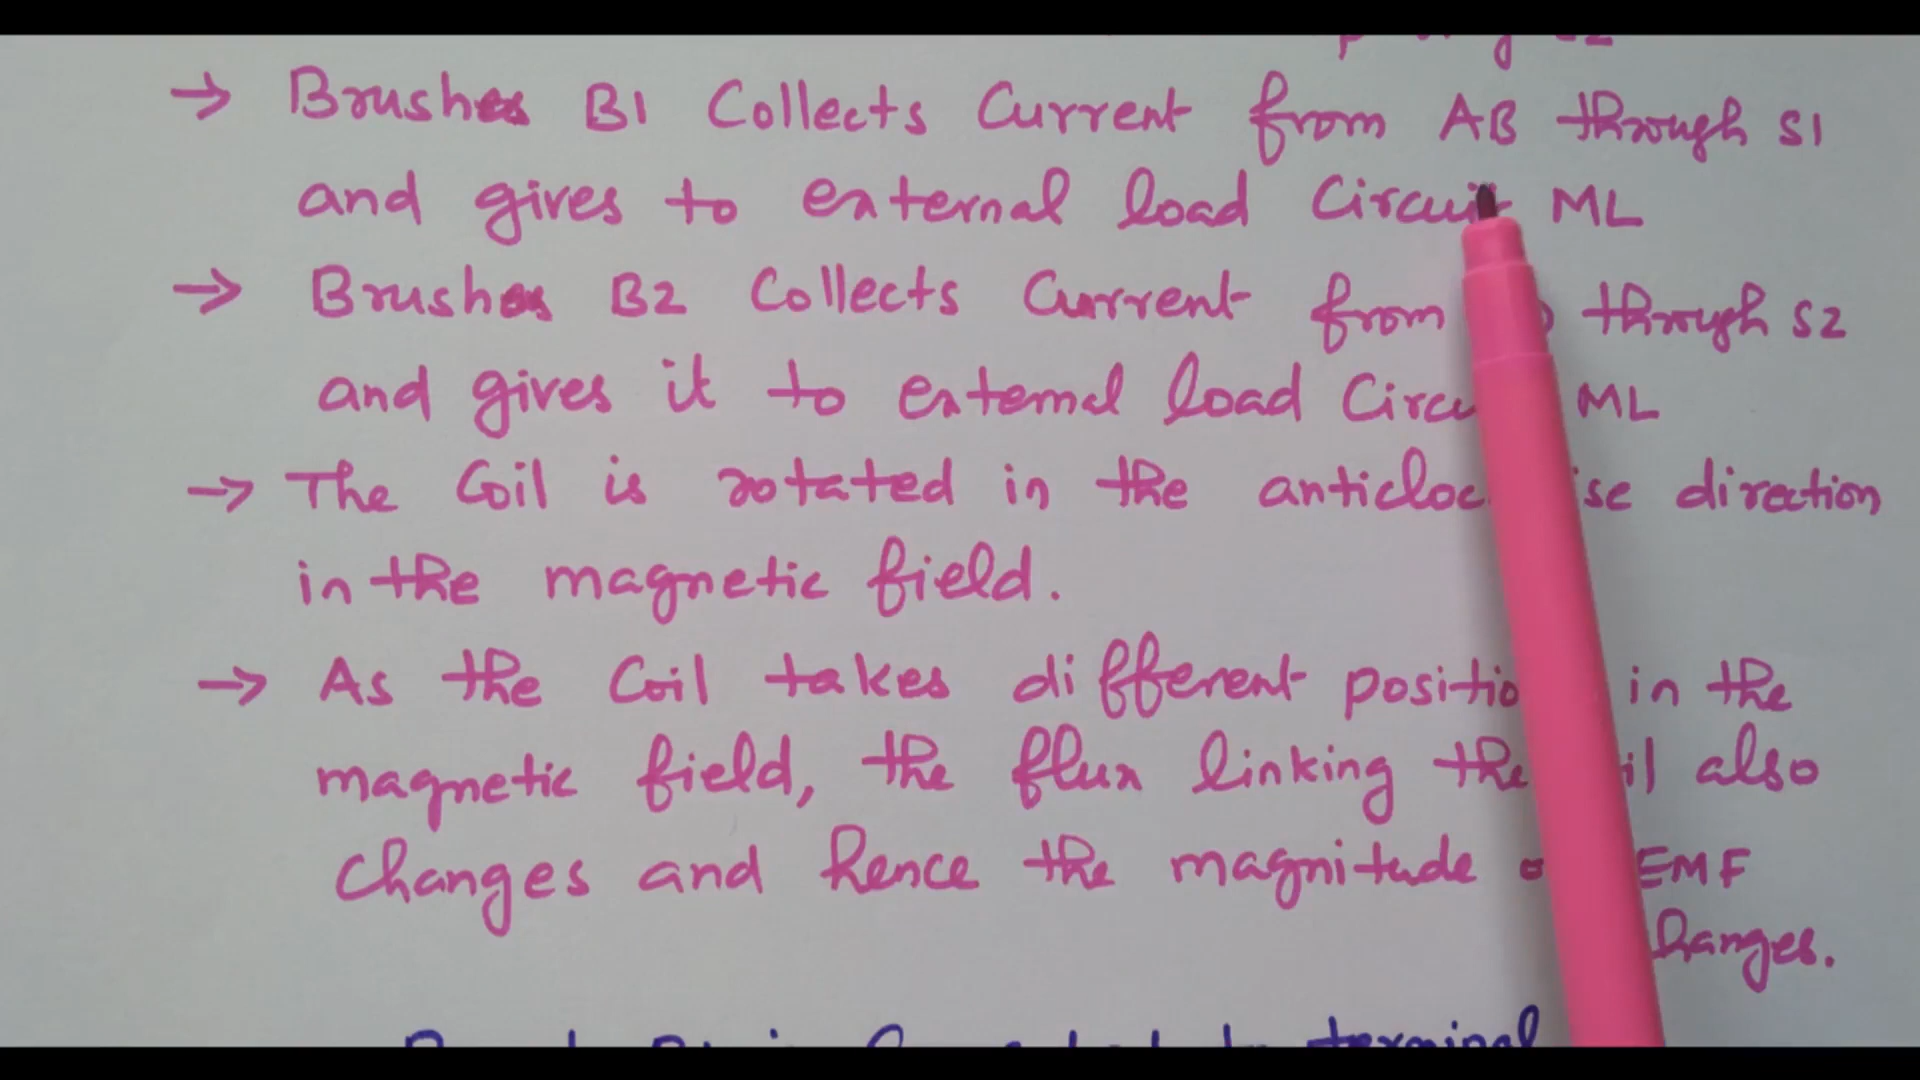 → Brushes B1 Collects Current from AB through S1
and gives to external load Circuit ML
→ Brushes B2 Collects Current from through S2
and gives it to external load ML
→ The Coil is rotated in the direction
in the magnetic field.
→ As the Coil takes different in the
magnetic field, the flux linking the also
Changes and hence the magnitude EMF
terminal